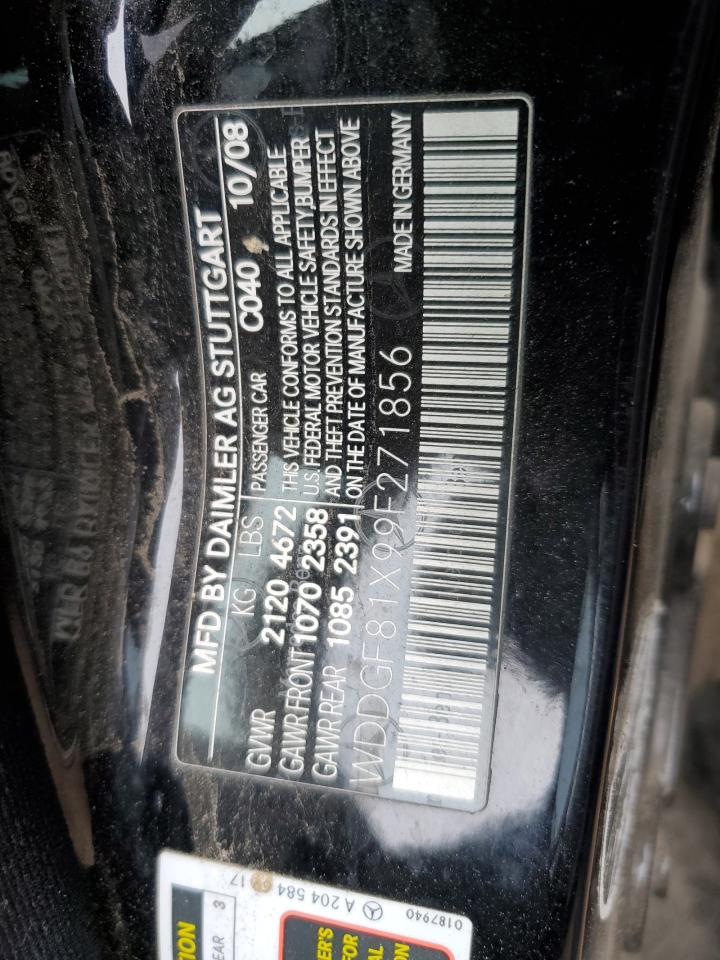 MFD BY DAIMLER AG STUTTGART
KG LBS PASSENGER CAR C040 10/08
GVWR 2120 4672 THIS VEHICLE CONFORMS TO ALL APPLICABLE
GAWR FRONT 1070 2358 U.S. FEDERAL MOTOR VEHICLE SAFETY, BUMPER
GAWR REAR 1085 2391 AND THEFT PREVENTION STANDARDS IN EFFECT
ON THE DATE OF MANUFACTURE SHOWN ABOVE
WDDGF81X99F271856 MADE IN GERMANY
0187940
A 204 584 17
3